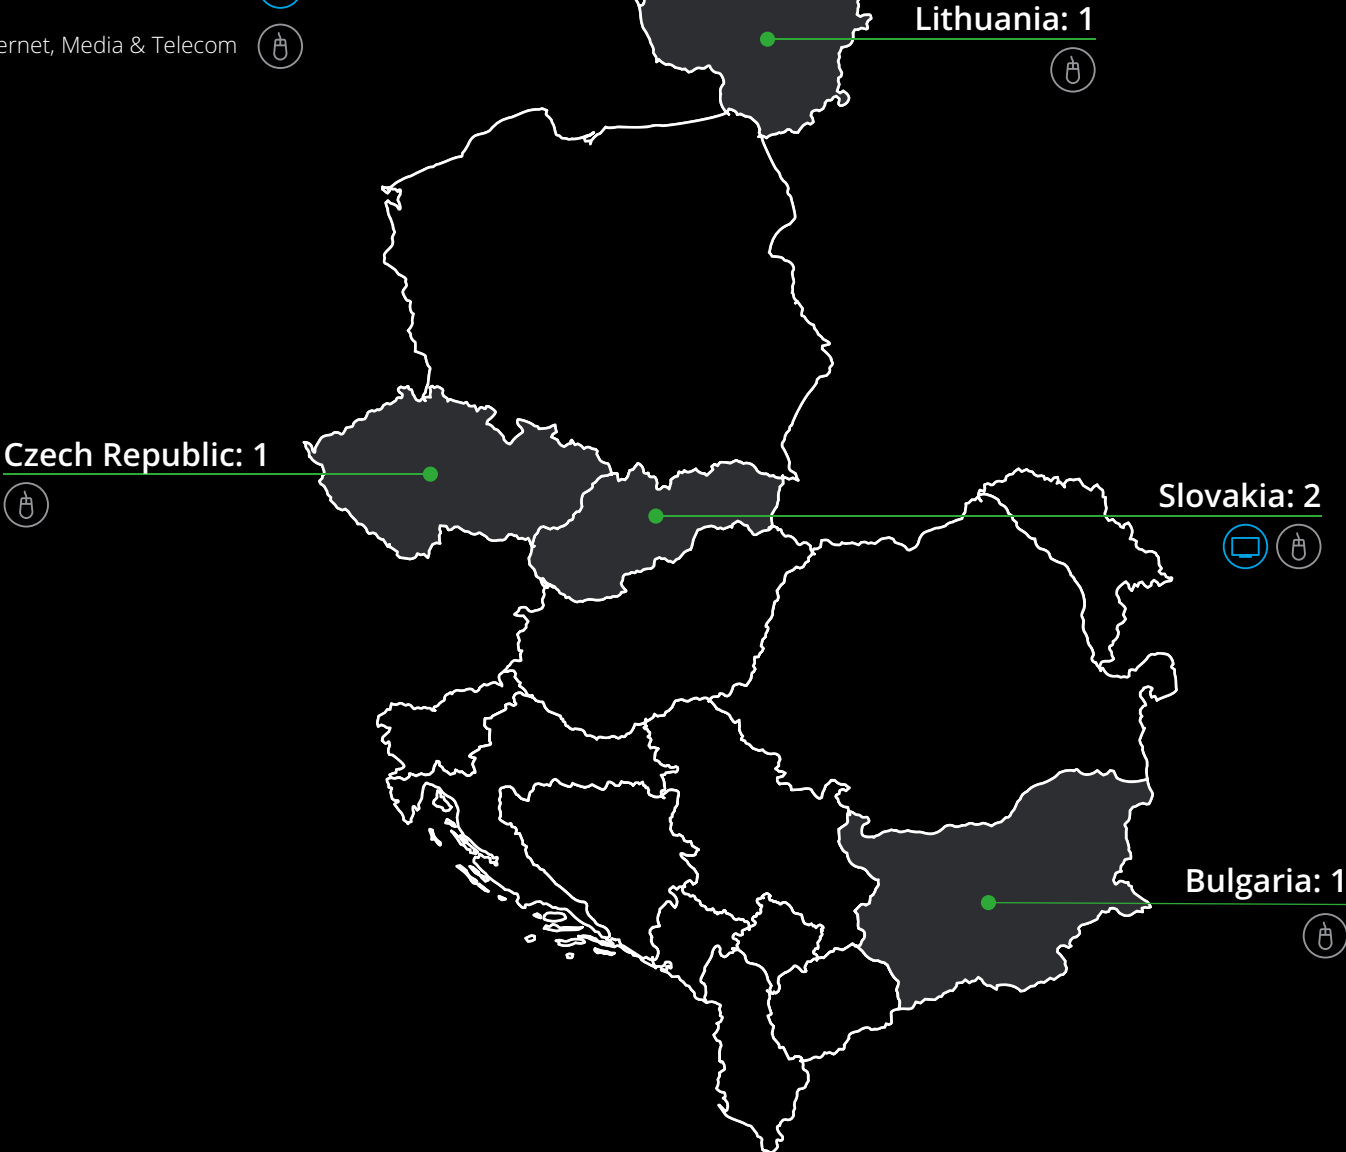 Lithuania: 1
ernet, Media & Telecom
Czech Republic: 1
Slovakia: 2
Bulgaria: 1